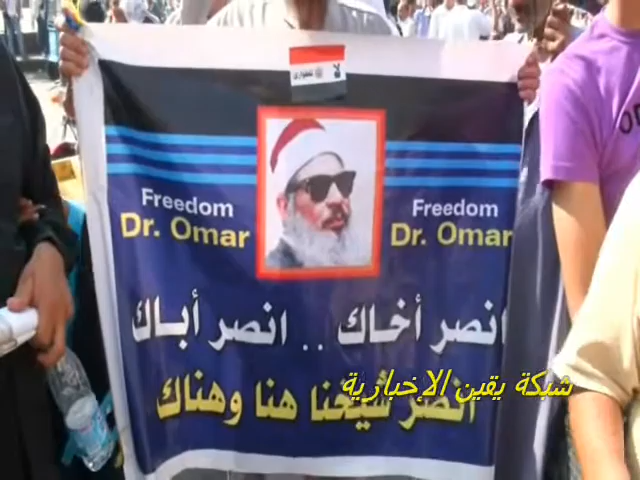 Freedom
Dr. Omar
Freedom
Dr. Omar
انصر أخاك .. انصر أباك
انصر شيخنا هنا وهناك
شبكة يقين الاخبارية